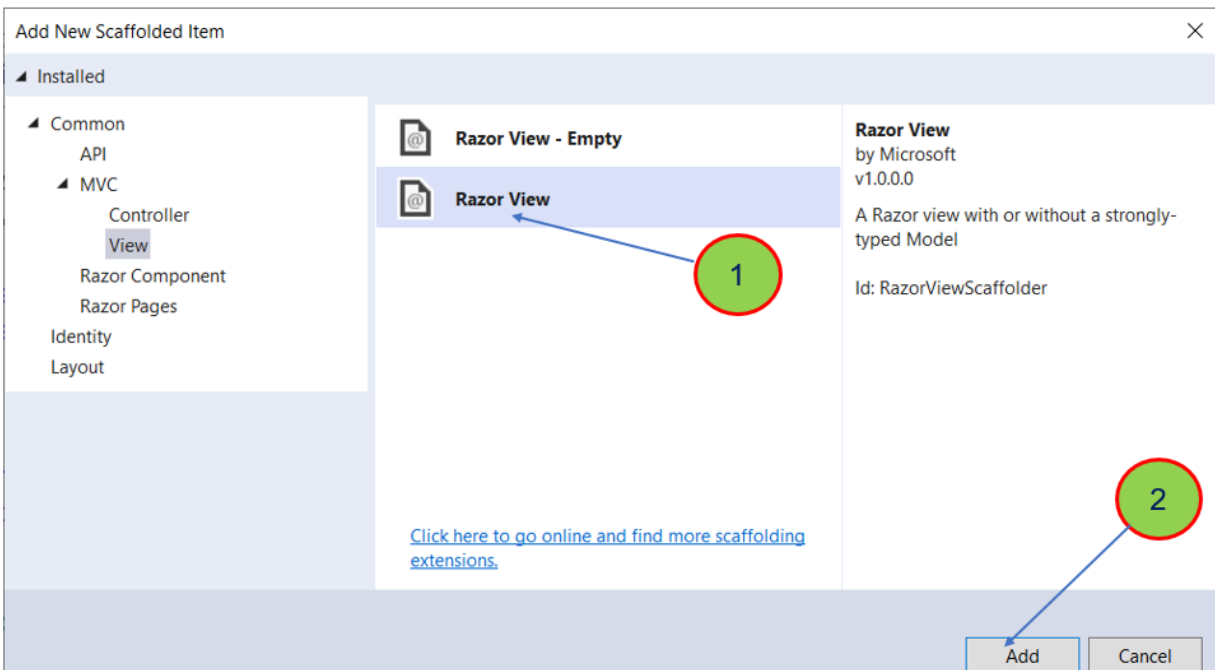 Add New Scaffolded Item
Installed
Common
API
MVC
Controller
View
Razor Component
Razor Pages
Identity
Layout
Razor View - Empty
Razor View
1
Click here to go online and find more scaffolding
extensions.
Razor View
by Microsoft
v1.0.0.0
A Razor view with or without a strongly-
typed Model
Id: RazorViewScaffolder
2
Add
Cancel